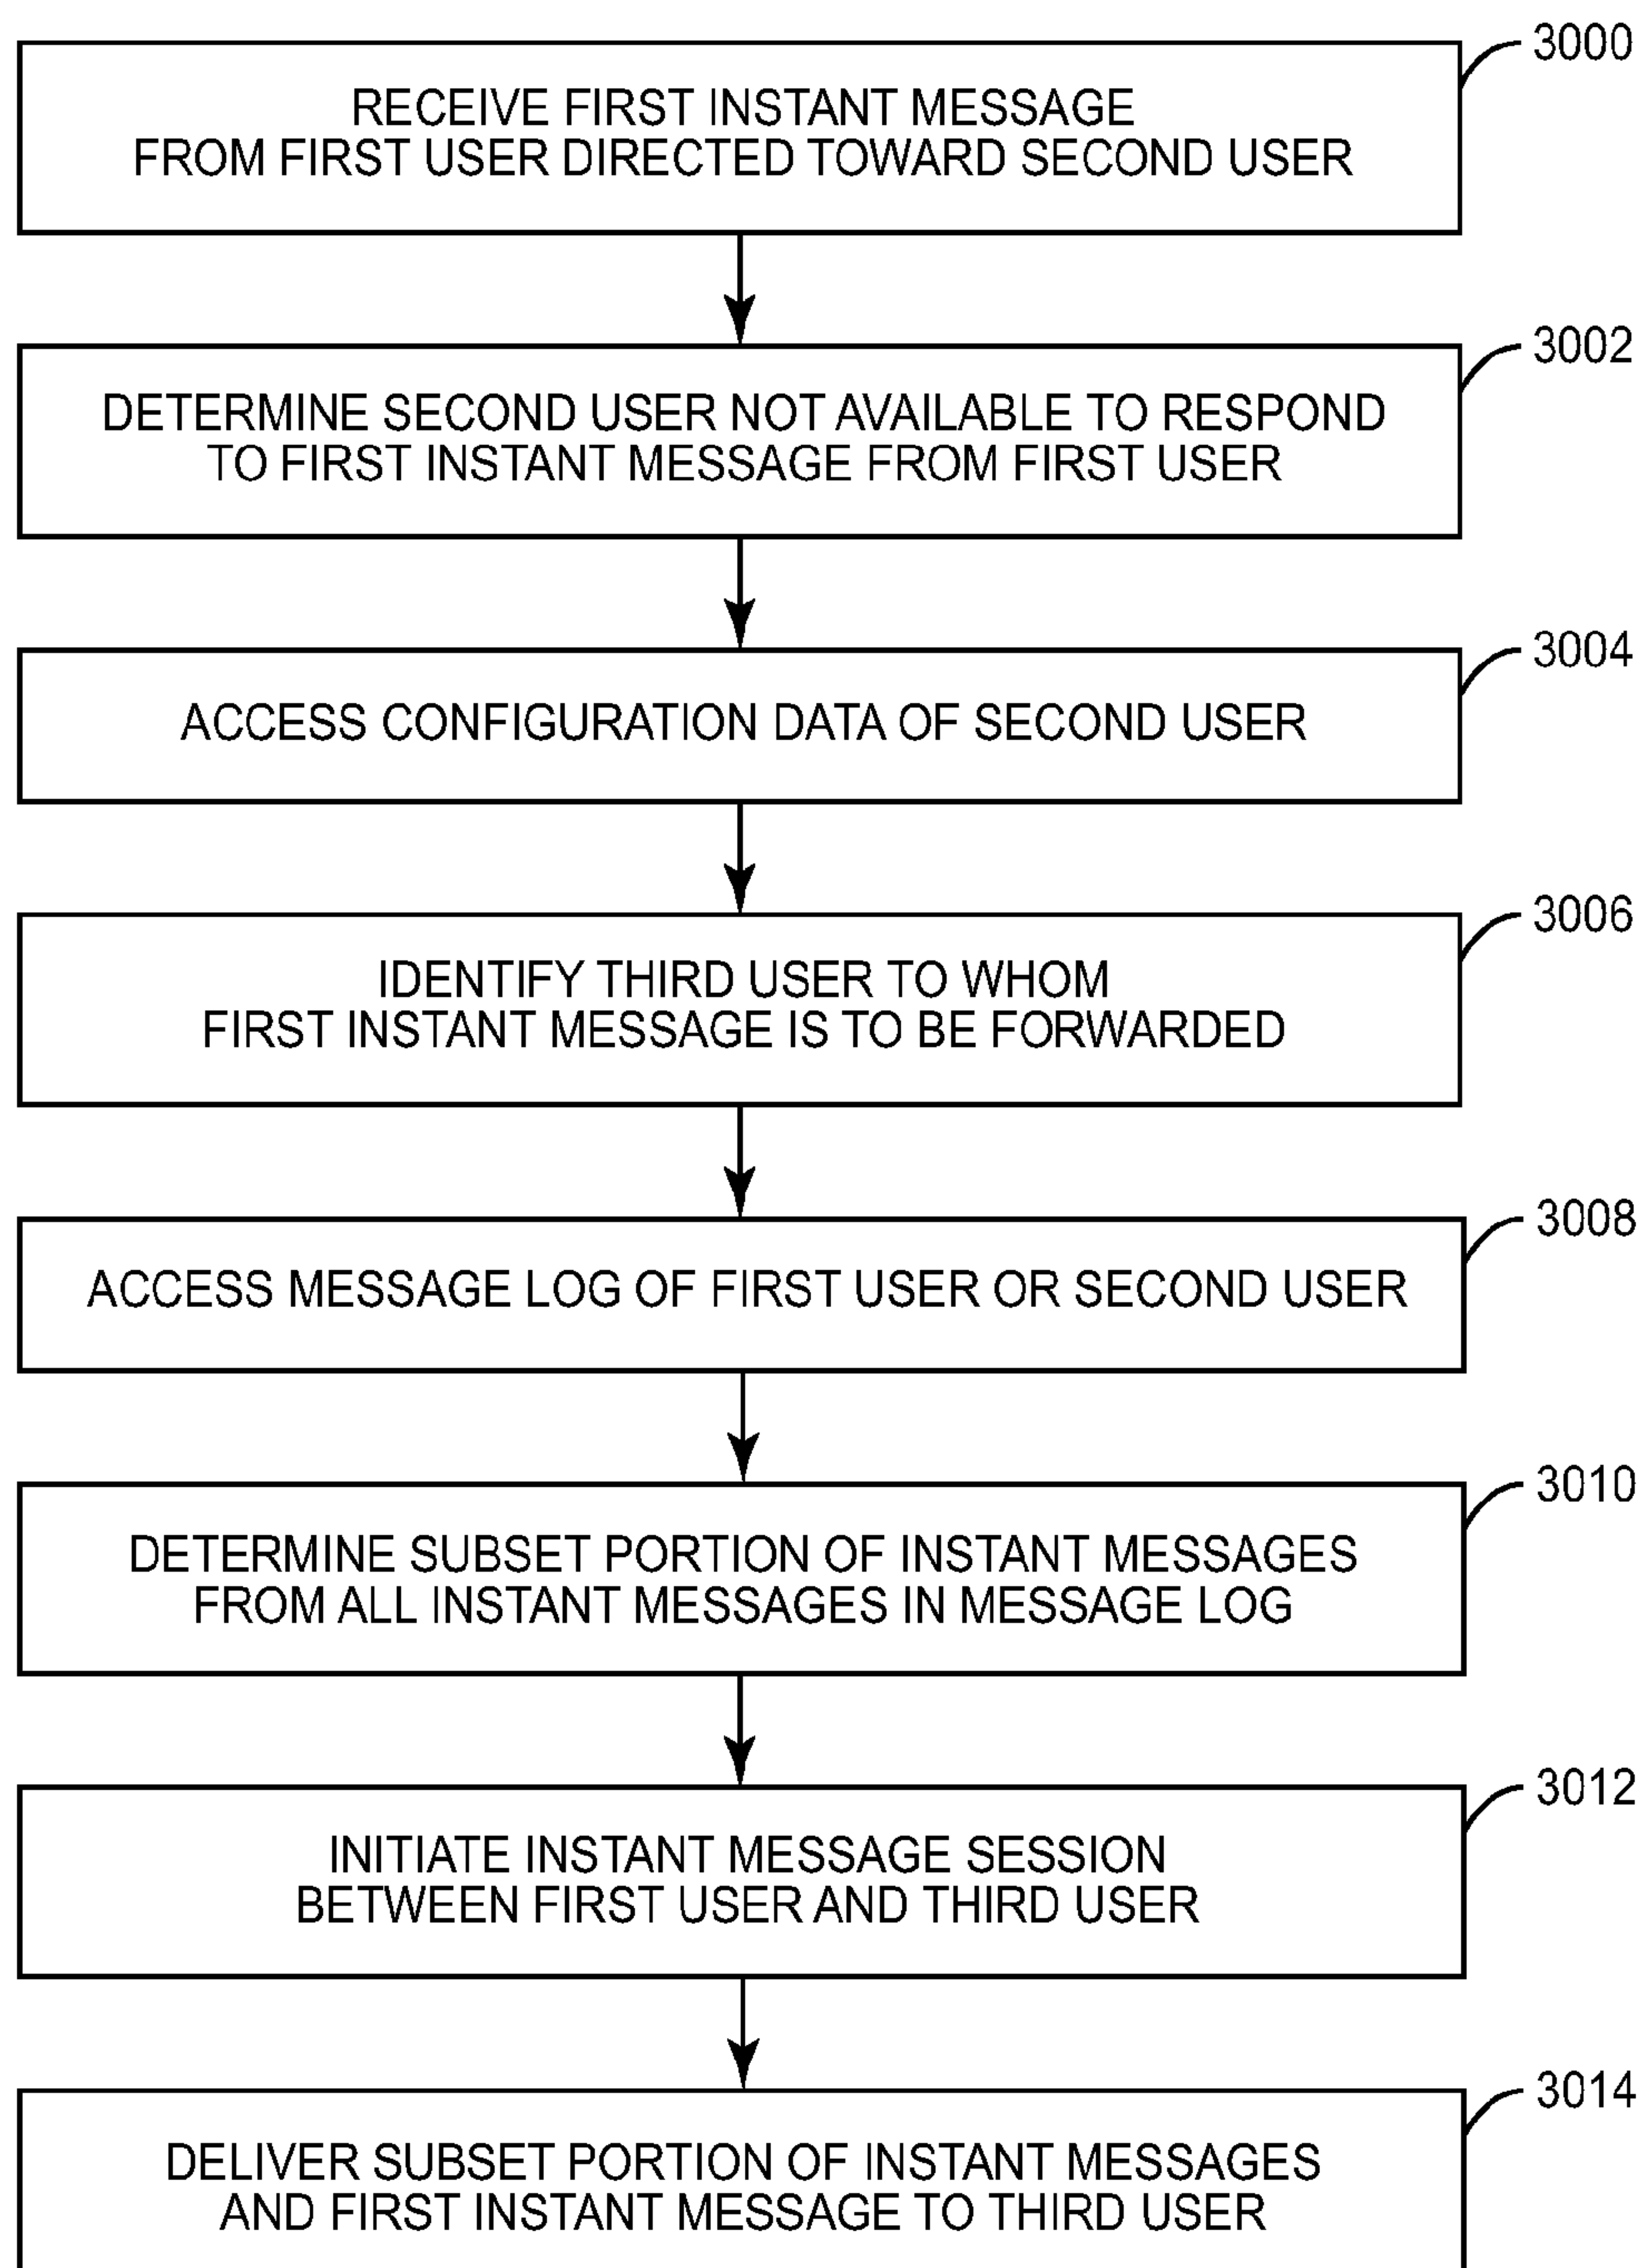 3000
RECEIVE FIRST INSTANT MESSAGE
FROM FIRST USER DIRECTED TOWARD SECOND USER
3002
DETERMINE SECOND USER NOT AVAILABLE TO RESPOND
TO FIRST INSTANT MESSAGE FROM FIRST USER
3004
ACCESS CONFIGURATION DATA OF SECOND USER
3006
IDENTIFY THIRD USER TO WHOM
FIRST INSTANT MESSAGE IS TO BE FORWARDED
3008
ACCESS MESSAGE LOG OF FIRST USER OR SECOND USER
3010
DETERMINE SUBSET PORTION OF INSTANT MESSAGES
FROM ALL INSTANT MESSAGES IN MESSAGE LOG
3012
INITIATE INSTANT MESSAGE SESSION
BETWEEN FIRST USER AND THIRD USER
3014
DELIVER SUBSET PORTION OF INSTANT MESSAGES
AND FIRST INSTANT MESSAGE TO THIRD USER